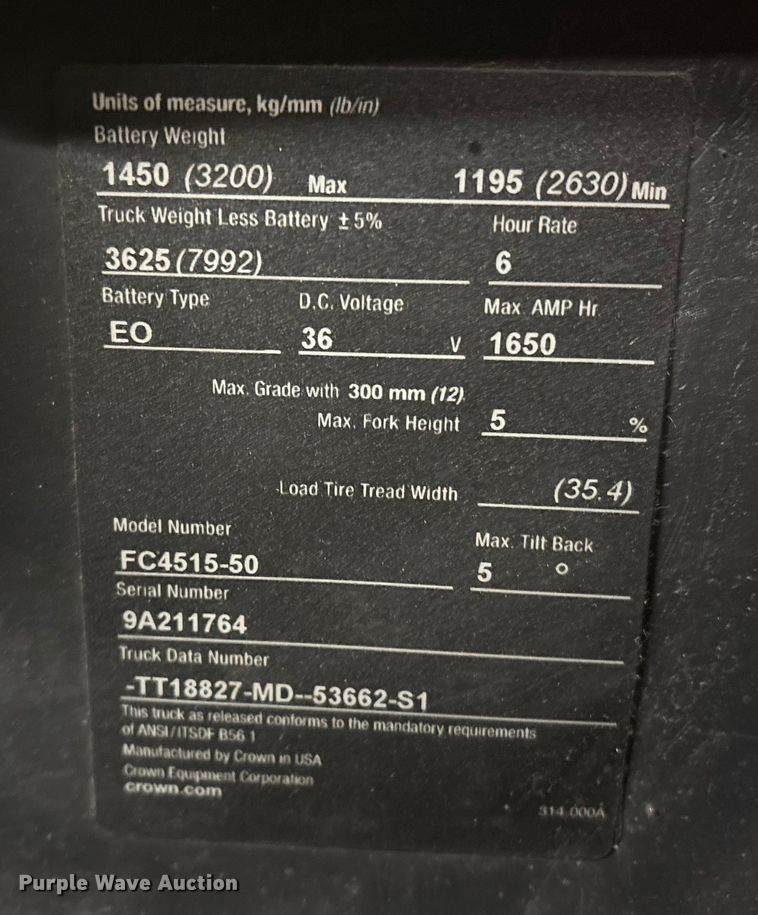 Units of measure, kg/mm (lb/in)
Battery Weight
1450 (3200) Max 1195 (2630) Min
Truck Weight Less Battery ±5% Hour Rate
3625 (7992) 6
Battery Type D.C. Voltage Max. AMP Hr
EO 36 V 1650
Max. Grade with 300 mm (12)
Max. Fork Height 5 %
Load Tire Tread Width (35.4)
Model Number Max. Tilt Back
FC4515-50 5 °
Serial Number
9A211764
Truck Data Number
-TT18827-MD--53662-S1
This truck as released conforms to the mandatory requirements
of ANSI/ITSDF B56 1
Manufactured by Crown in USA
Crown Equipment Corporation
crown.com
314-000A
Purple Wave Auction